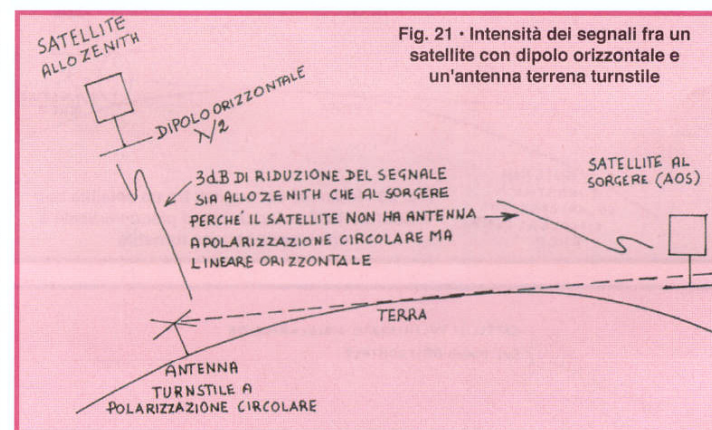 Fig. 21 · Intensità dei segnali fra un
satellite con dipolo orizzontale e
un'antenna terrena turnstile
SATELLITE
ALLO ZENITH
DIPOLO ORIZZONTALE
λ/2
3dB DI RIDUZIONE DEL SEGNALE
SIA ALLO ZENITH CHE AL SORGERE
PERCHÉ IL SATELLITE NON HA ANTENNA
A POLARIZZAZIONE CIRCOLARE MA
LINEARE ORIZZONTALE
SATELLITE AL
SORGERE (AOS)
TERRA
ANTENNA
TURNSTILE A
POLARIZZAZIONE CIRCOLARE